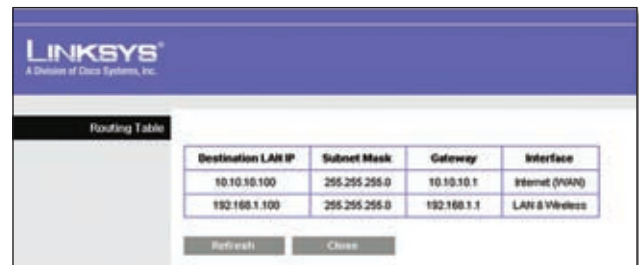 LINKSYS®
A Division of Cisco Systems, Inc.
Routing Table
Destination LAN IP Subnet Mask Gateway Interface
10.10.10.100 255.255.255.0 10.10.10.1 Internet (WAN)
192.168.1.100 255.255.255.0 192.168.1.1 LAN & Wireless
Refresh Close